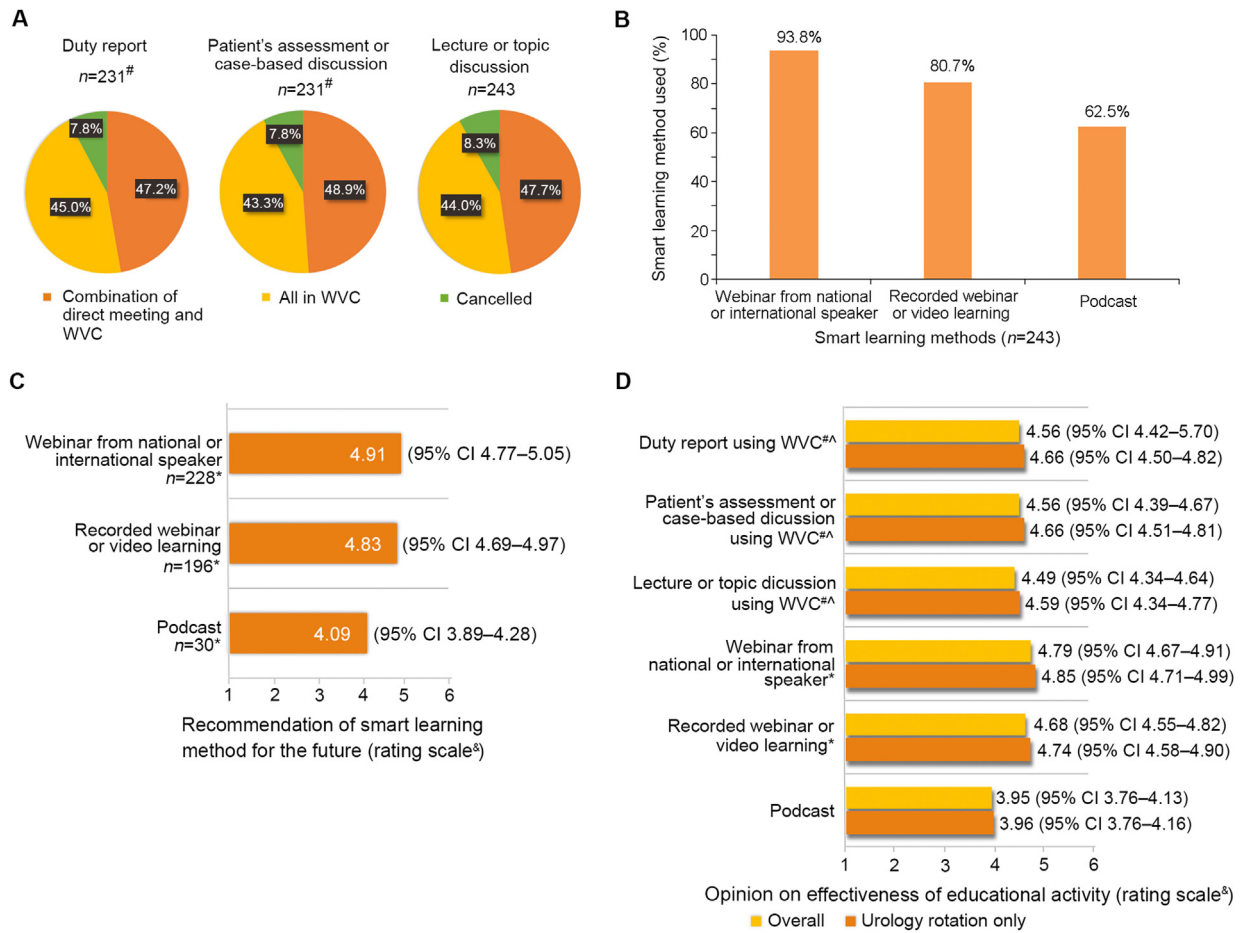 A
Duty report
n=231#
7.8%
47.2%
45.0%
Patient's assessment or
case-based discussion
n=231#
7.8%
48.9%
43.3%
Lecture or topic
discussion
n=243
8.3%
47.7%
44.0%
Combination of
direct meeting and
WVC
All in WVC
Cancelled
B
Smart learning method used (%)
100
80
60
40
20
0
93.8%
80.7%
62.5%
Webinar from national
or international speaker
Recorded webinar
or video learning
Podcast
Smart learning methods (n=243)
C
Webinar from national or
international speaker
n=228*
4.91 (95% CI 4.77–5.05)
Recorded webinar
or video learning
n=196*
4.83 (95% CI 4.69–4.97)
Podcast
n=30*
4.09 (95% CI 3.89–4.28)
1 2 3 4 5 6
Recommendation of smart learning
method for the future (rating scale&)
D
Duty report using WVC#^
4.56 (95% CI 4.42–5.70)
4.66 (95% CI 4.50–4.82)
Patient's assessment or
case-based dicussion
using WVC#^
4.56 (95% CI 4.39–4.67)
4.66 (95% CI 4.51–4.81)
Lecture or topic dicussion
using WVC#^
4.49 (95% CI 4.34–4.64)
4.59 (95% CI 4.34–4.77)
Webinar from
national or international
speaker*
4.79 (95% CI 4.67–4.91)
4.85 (95% CI 4.71–4.99)
Recorded webinar or
video learning*
4.68 (95% CI 4.55–4.82)
4.74 (95% CI 4.58–4.90)
Podcast
3.95 (95% CI 3.76–4.13)
3.96 (95% CI 3.76–4.16)
1 2 3 4 5 6
Opinion on effectiveness of educational activity (rating scale&)
Overall
Urology rotation only